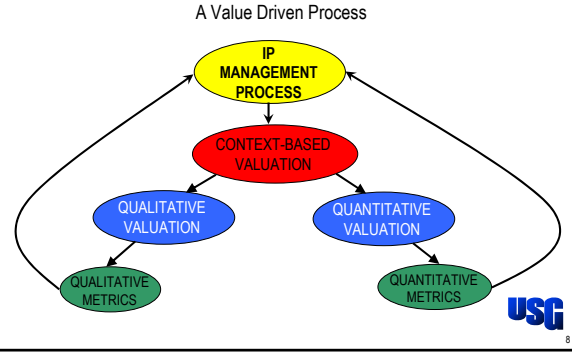 A Value Driven Process
IP
MANAGEMENT
PROCESS
CONTEXT-BASED
VALUATION
QUALITATIVE
VALUATION
QUANTITATIVE
VALUATION
QUALITATIVE
METRICS
QUANTITATIVE
METRICS
USG
8